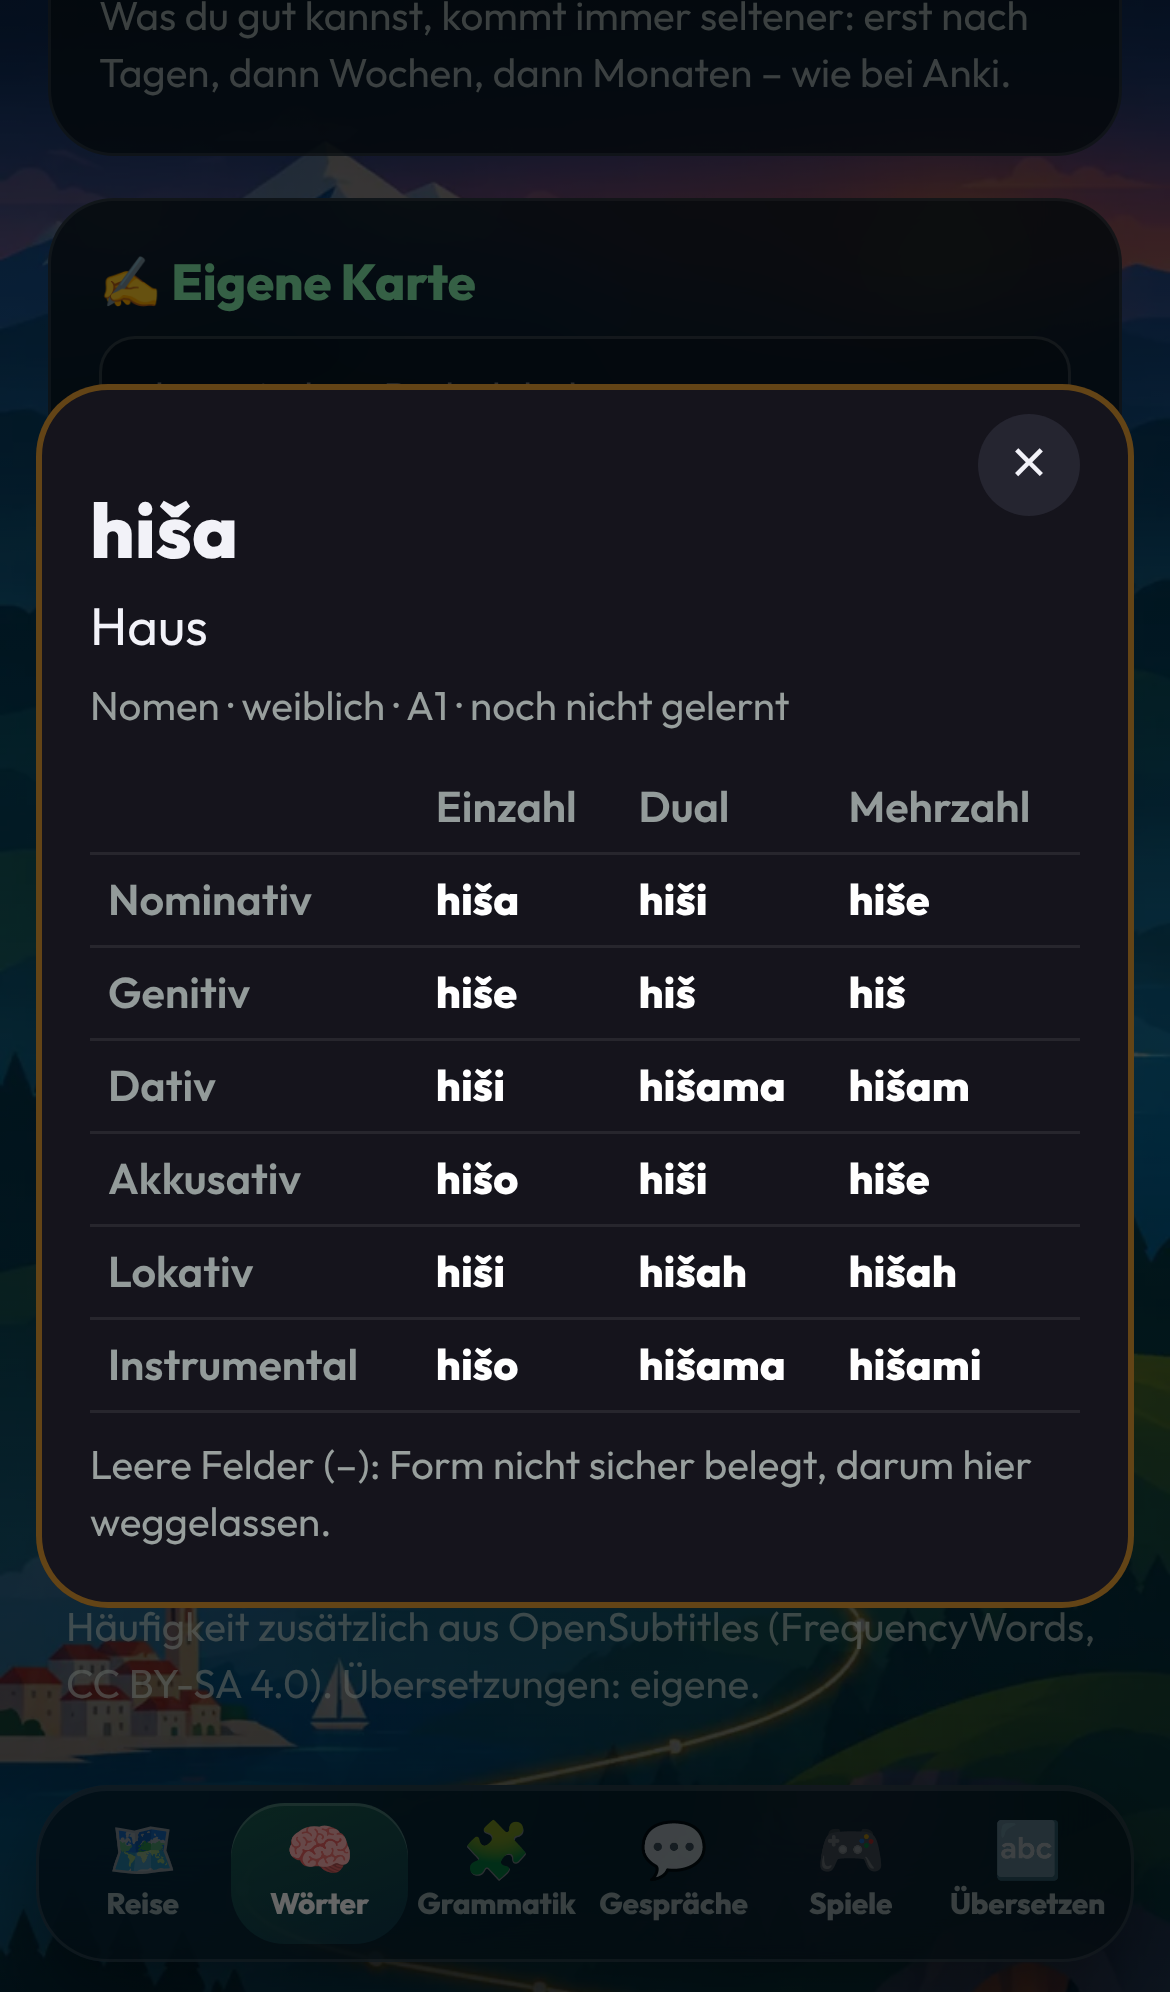 Was du gut kannst, kommt immer seltener: erst nach
Tagen, dann Wochen, dann Monaten – wie bei Anki.
✍️ Eigene Karte
×
hiša
Haus
Nomen · weiblich · A1 · noch nicht gelernt
Einzahl Dual Mehrzahl
Nominativ hiša hiši hiše
Genitiv hiše hiš hiš
Dativ hiši hišama hišam
Akkusativ hišo hiši hiše
Lokativ hiši hišah hišah
Instrumental hišo hišama hišami
Leere Felder (–): Form nicht sicher belegt, darum hier
weggelassen.
Häufigkeit zusätzlich aus OpenSubtitles (FrequencyWords,
CC BY-SA 4.0). Übersetzungen: eigene.
abc
Reise Wörter Grammatik Gespräche Spiele Übersetzen